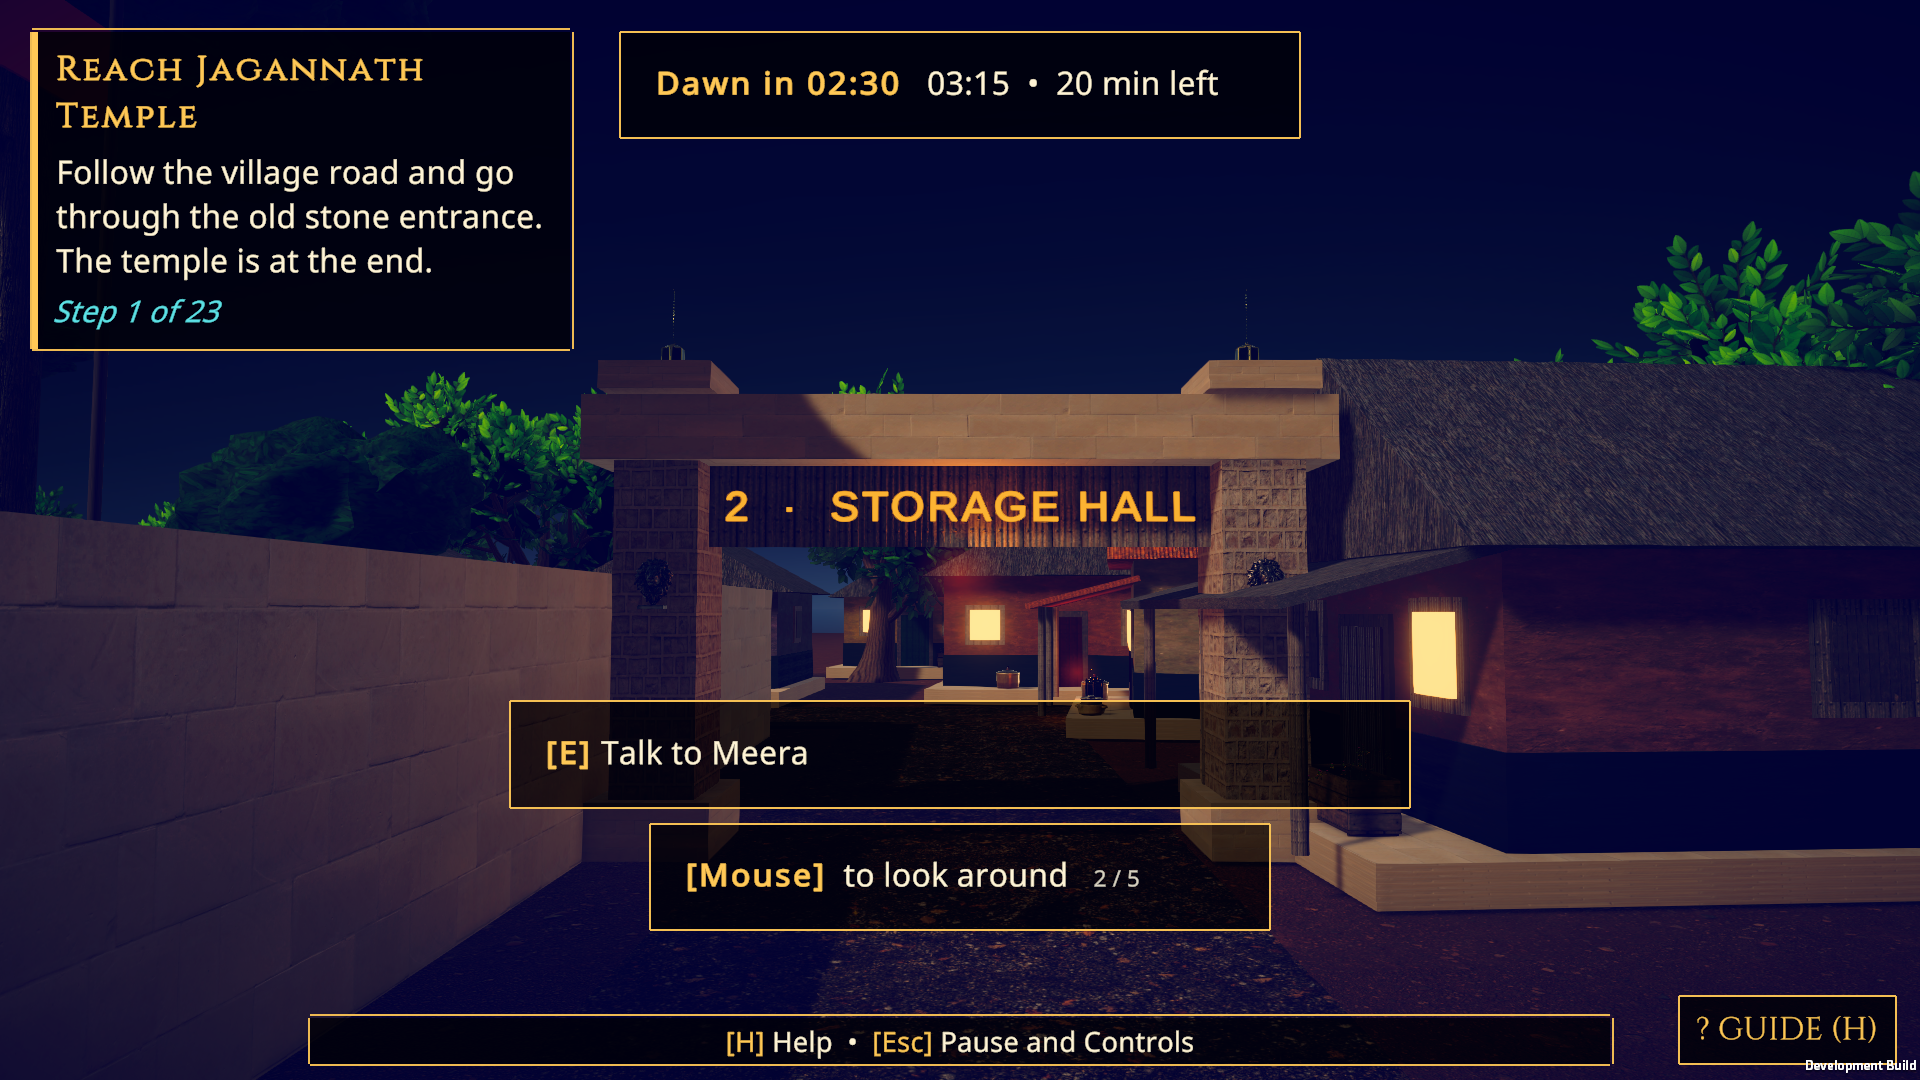 REACH JAGANNATH
TEMPLE
Follow the village road and go
through the old stone entrance.
The temple is at the end.
Step 1 of 23
Dawn in 02:30 03:15 • 20 min left
2 · STORAGE HALL
[E] Talk to Meera
[Mouse] to look around 2 / 5
[H] Help • [Esc] Pause and Controls
? GUIDE (H)
Development Build